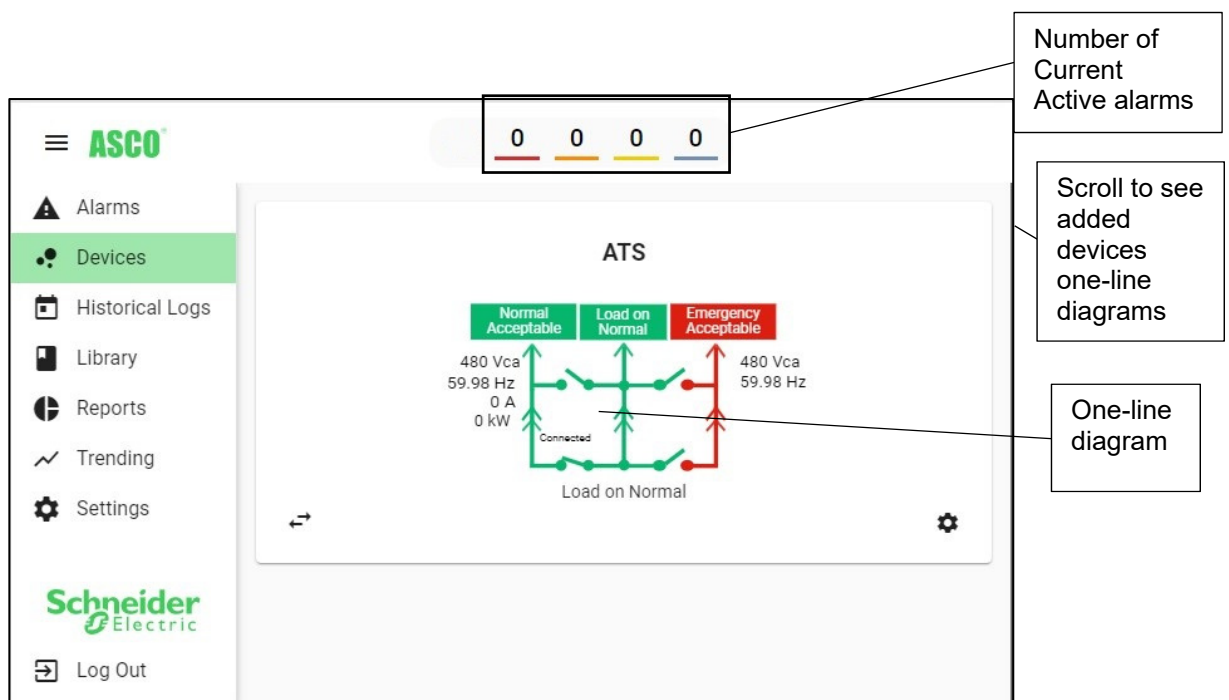 Number of
Current
Active alarms
ASCO®
0 0 0 0
Alarms
Devices
Historical Logs
Library
Reports
Trending
Settings
Schneider
Electric
Log Out
ATS
Normal
Acceptable
Load on
Normal
Emergency
Acceptable
480 Vca
59.98 Hz
0 A
0 kW
480 Vca
59.98 Hz
Connected
Load on Normal
Scroll to see
added
devices
one-line
diagrams
One-line
diagram